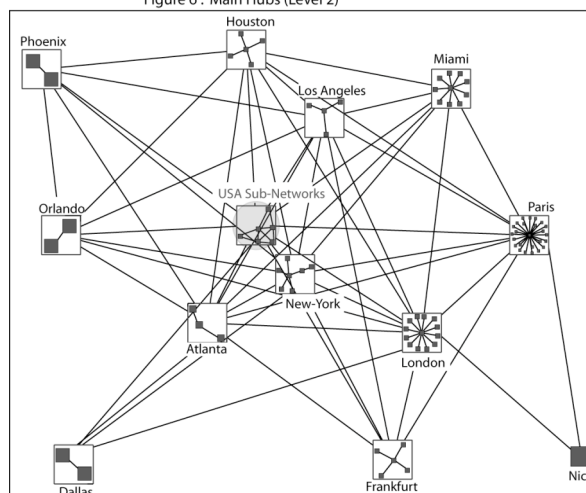 Figure 6 : Main Hubs (Level 2)
Houston
Phoenix
Miami
Los Angeles
USA Sub-Networks
Orlando
Paris
New-York
Atlanta
London
Dallas
Frankfurt
Nic